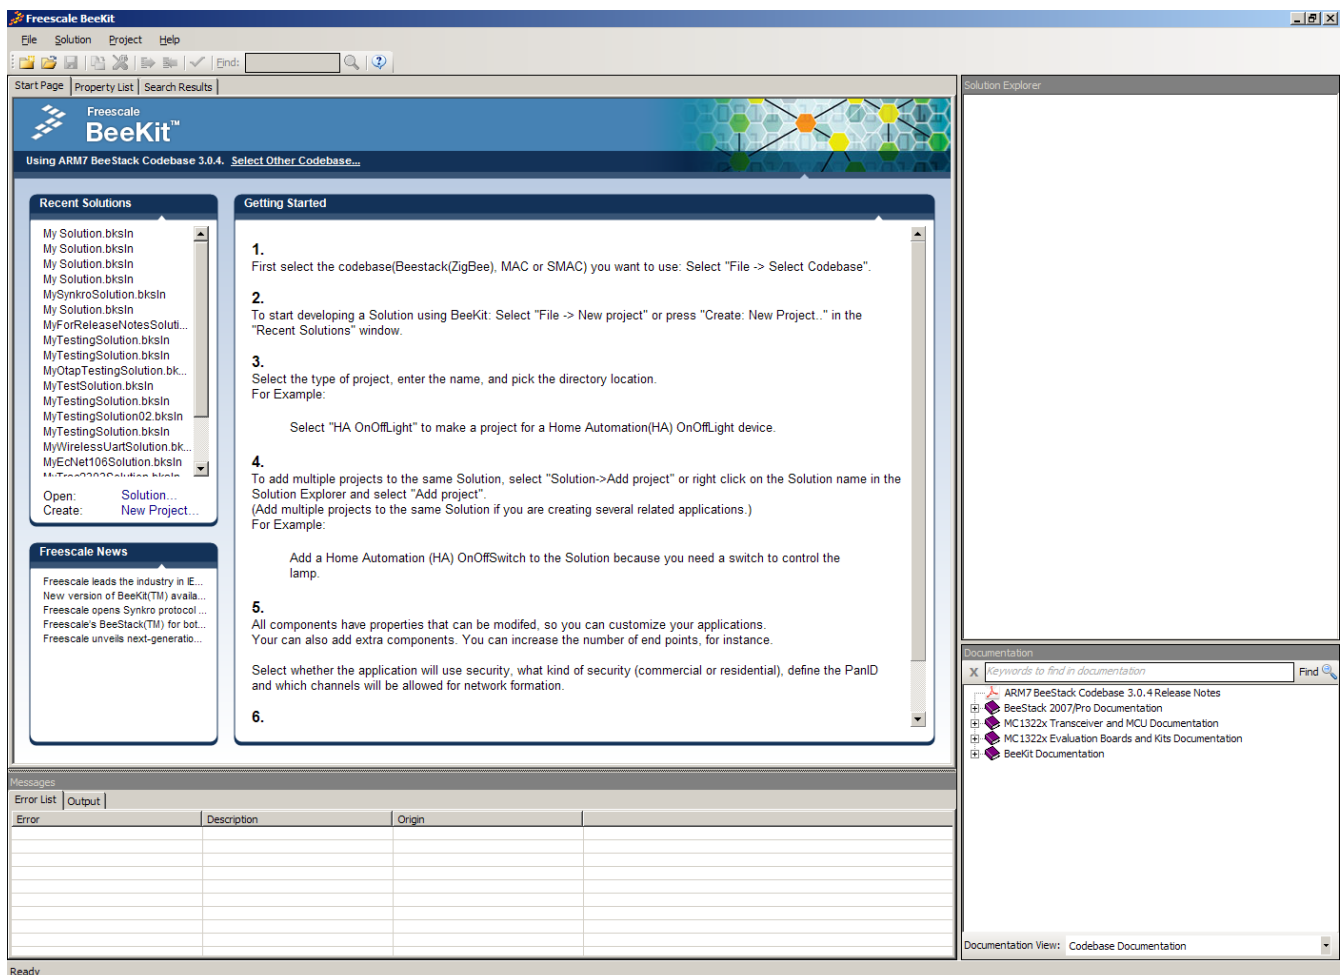 Freescale BeeKit
File Solution Project Help
Find:
Start Page Property List Search Results
Freescale
BeeKit™
Using ARM7 BeeStack Codebase 3.0.4. Select Other Codebase...
Recent Solutions
My Solution.bksln
My Solution.bksln
My Solution.bksln
My Solution.bksln
MySynkroSolution.bksln
My Solution.bksln
MyForReleaseNotesSoluti...
MyTestingSolution.bksln
MyTestingSolution.bksln
MyOtapTestingSolution.bk...
MyTestSolution.bksln
MyTestingSolution.bksln
MyTestingSolution02.bksln
MyTestingSolution.bksln
MyWirelessUartSolution.bk...
MyEcNet106Solution.bksln
Open: Solution...
Create: New Project...
Freescale News
Freescale leads the industry in IE...
New version of BeeKit(TM) availa...
Freescale opens Synkro protocol ...
Freescale's BeeStack(TM) for bot...
Freescale unveils next-generatio...
Getting Started
1.
First select the codebase(Beestack(ZigBee), MAC or SMAC) you want to use: Select "File -> Select Codebase".
2.
To start developing a Solution using BeeKit: Select "File -> New project" or press "Create: New Project.." in the
"Recent Solutions" window.
3.
Select the type of project, enter the name, and pick the directory location.
For Example:
Select "HA OnOffLight" to make a project for a Home Automation(HA) OnOffLight device.
4.
To add multiple projects to the same Solution, select "Solution->Add project" or right click on the Solution name in the
Solution Explorer and select "Add project".
(Add multiple projects to the same Solution if you are creating several related applications.)
For Example:
Add a Home Automation (HA) OnOffSwitch to the Solution because you need a switch to control the
lamp.
5.
All components have properties that can be modifed, so you can customize your applications.
Your can also add extra components. You can increase the number of end points, for instance.
Select whether the application will use security, what kind of security (commercial or residential), define the PanID
and which channels will be allowed for network formation.
6.
Solution Explorer
Documentation
X Keywords to find in documentation Find
ARM7 BeeStack Codebase 3.0.4 Release Notes
BeeStack 2007/Pro Documentation
MC1322x Transceiver and MCU Documentation
MC1322x Evaluation Boards and Kits Documentation
BeeKit Documentation
Documentation View: Codebase Documentation
Messages
Error List Output
Error Description Origin
Ready